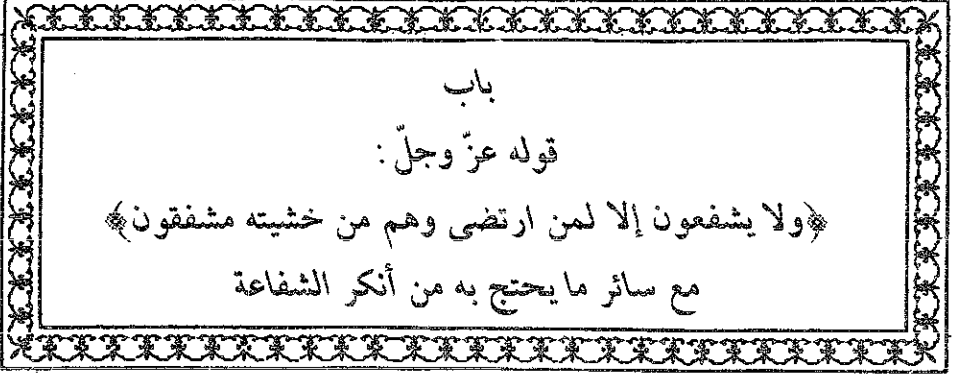 باب
قوله عزّ وجلّ:
﴿ولا يشفعون إلا لمن ارتضى وهم من خشيته مشفقون﴾
مع سائر ما يحتج به من أنكر الشفاعة